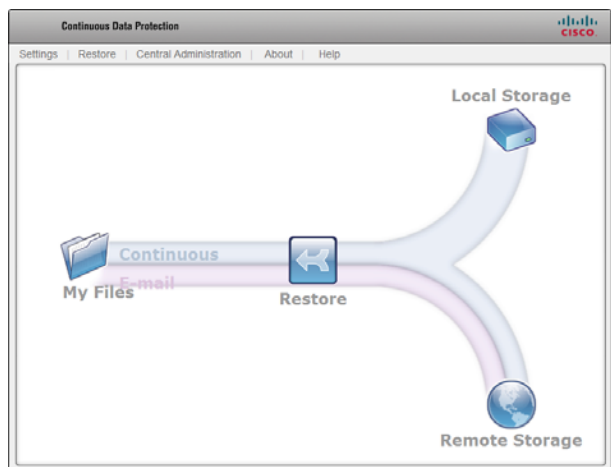 Continuous Data Protection
CISCO.
Settings | Restore | Central Administration | About | Help
Local Storage
Continuous
E-mail
My Files
Restore
Remote Storage